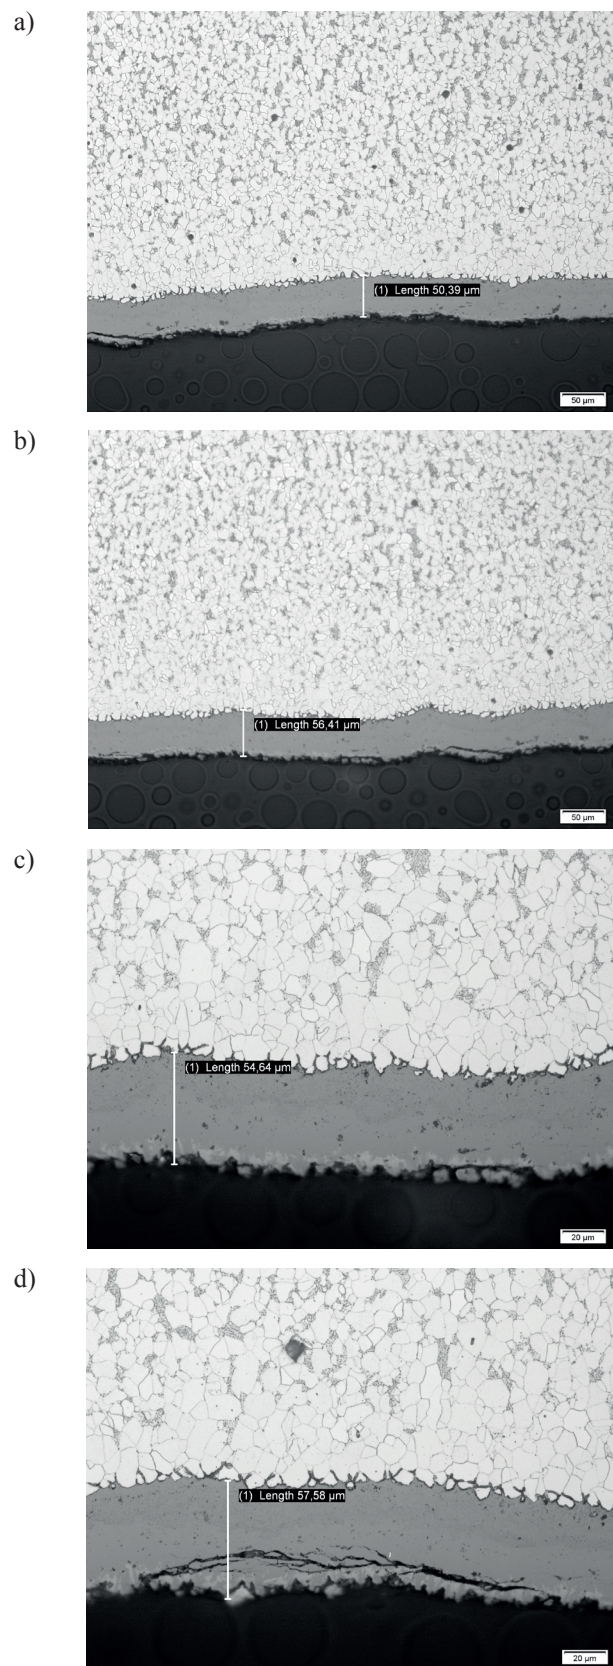 a)
(1) Length 50,39 µm
50 µm
b)
(1) Length 56,41 µm
50 µm
c)
(1) Length 54,64 µm
20 µm
d)
(1) Length 57,58 µm
20 µm